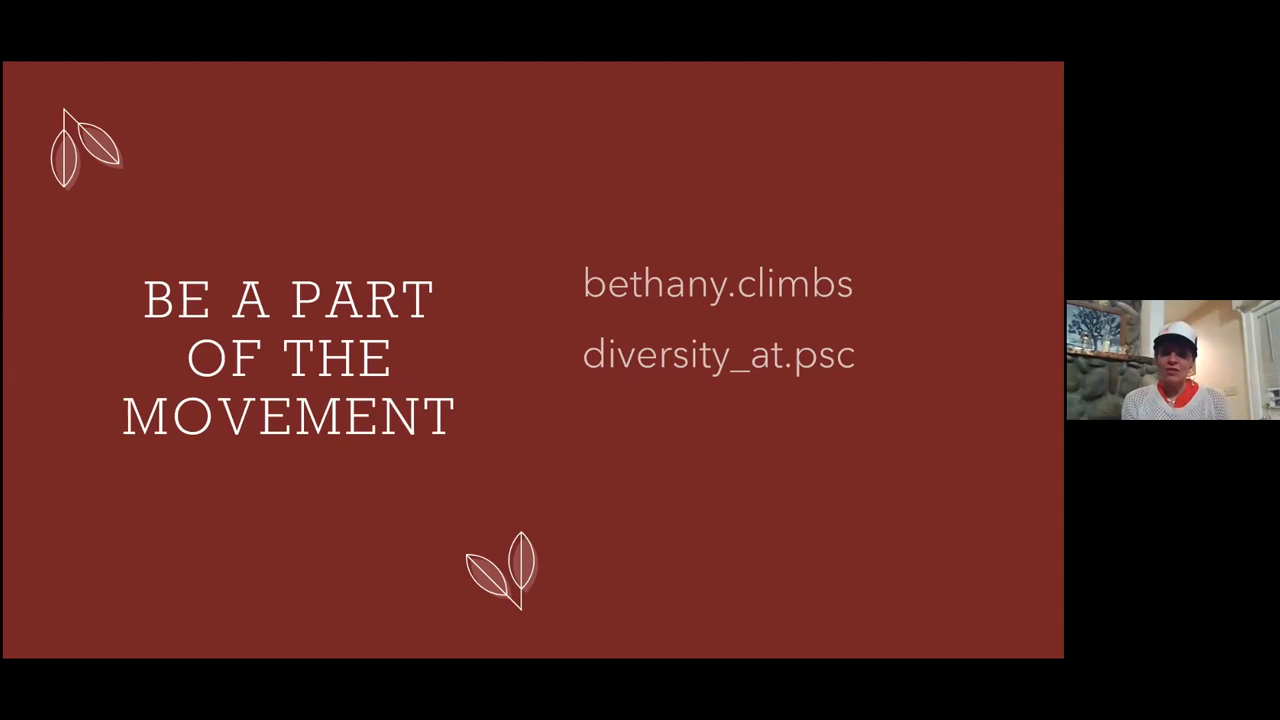 BE A PART
OF THE
MOVEMENT
bethany.climbs
diversity_at.psc